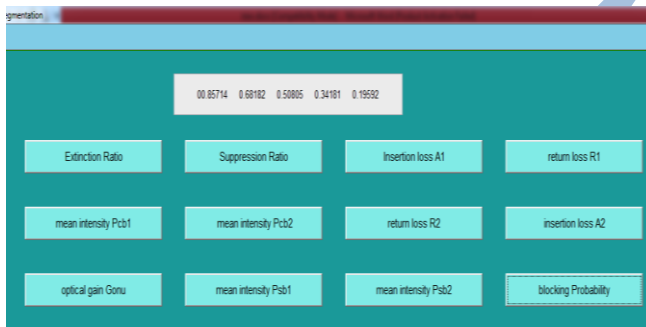 egmentation
00.85714 0.68182 0.50805 0.34181 0.19592
Extinction Ratio Suppression Ratio Insertion loss A1 return loss R1
mean intensity Pcb1 mean intensity Pcb2 return loss R2 insertion loss A2
optical gain Gonu mean intensity Psb1 mean intensity Psb2 blocking Probability